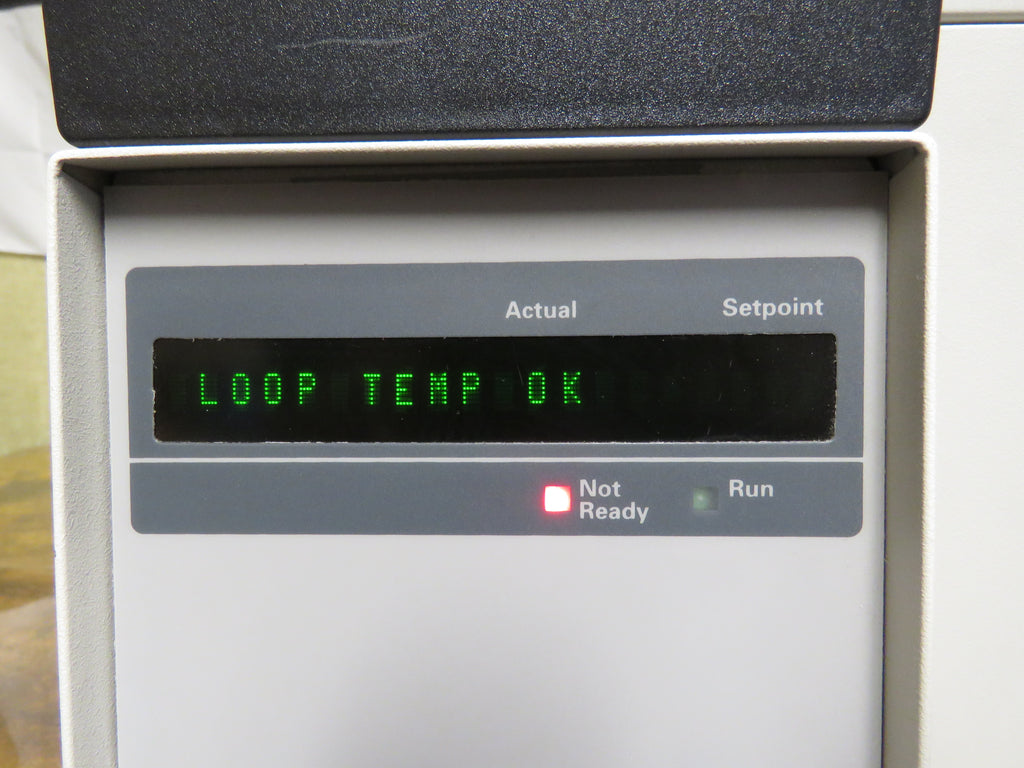 Actual Setpoint
LOOP TEMP OK
Not Ready Run